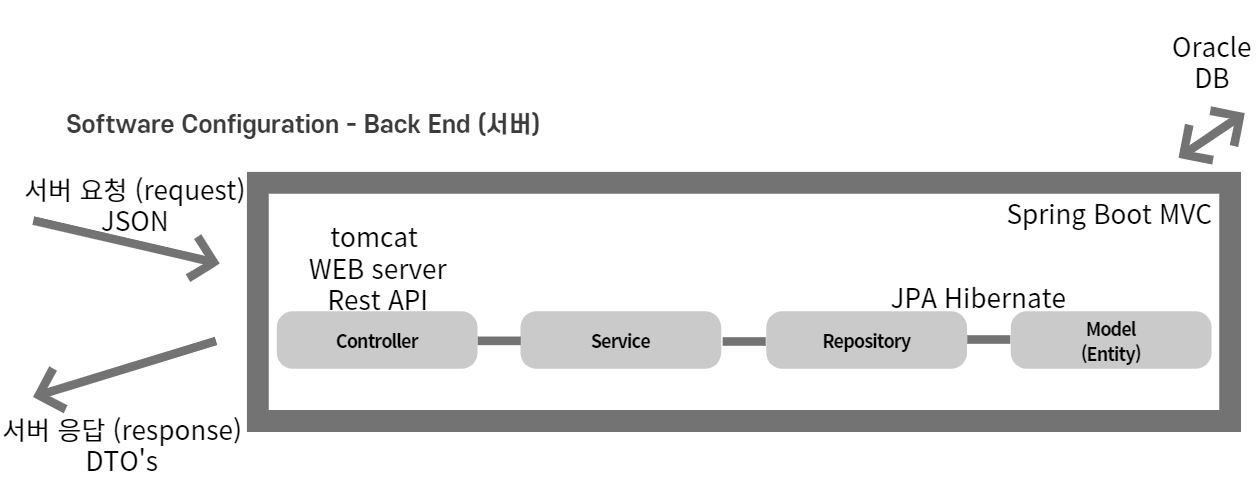 Oracle
DB
Software Configuration - Back End (서버)
서버 요청 (request)
JSON
Spring Boot MVC
tomcat
WEB server
Rest API
JPA Hibernate
Controller
Service
Repository
Model
(Entity)
서버 응답 (response)
DTO's